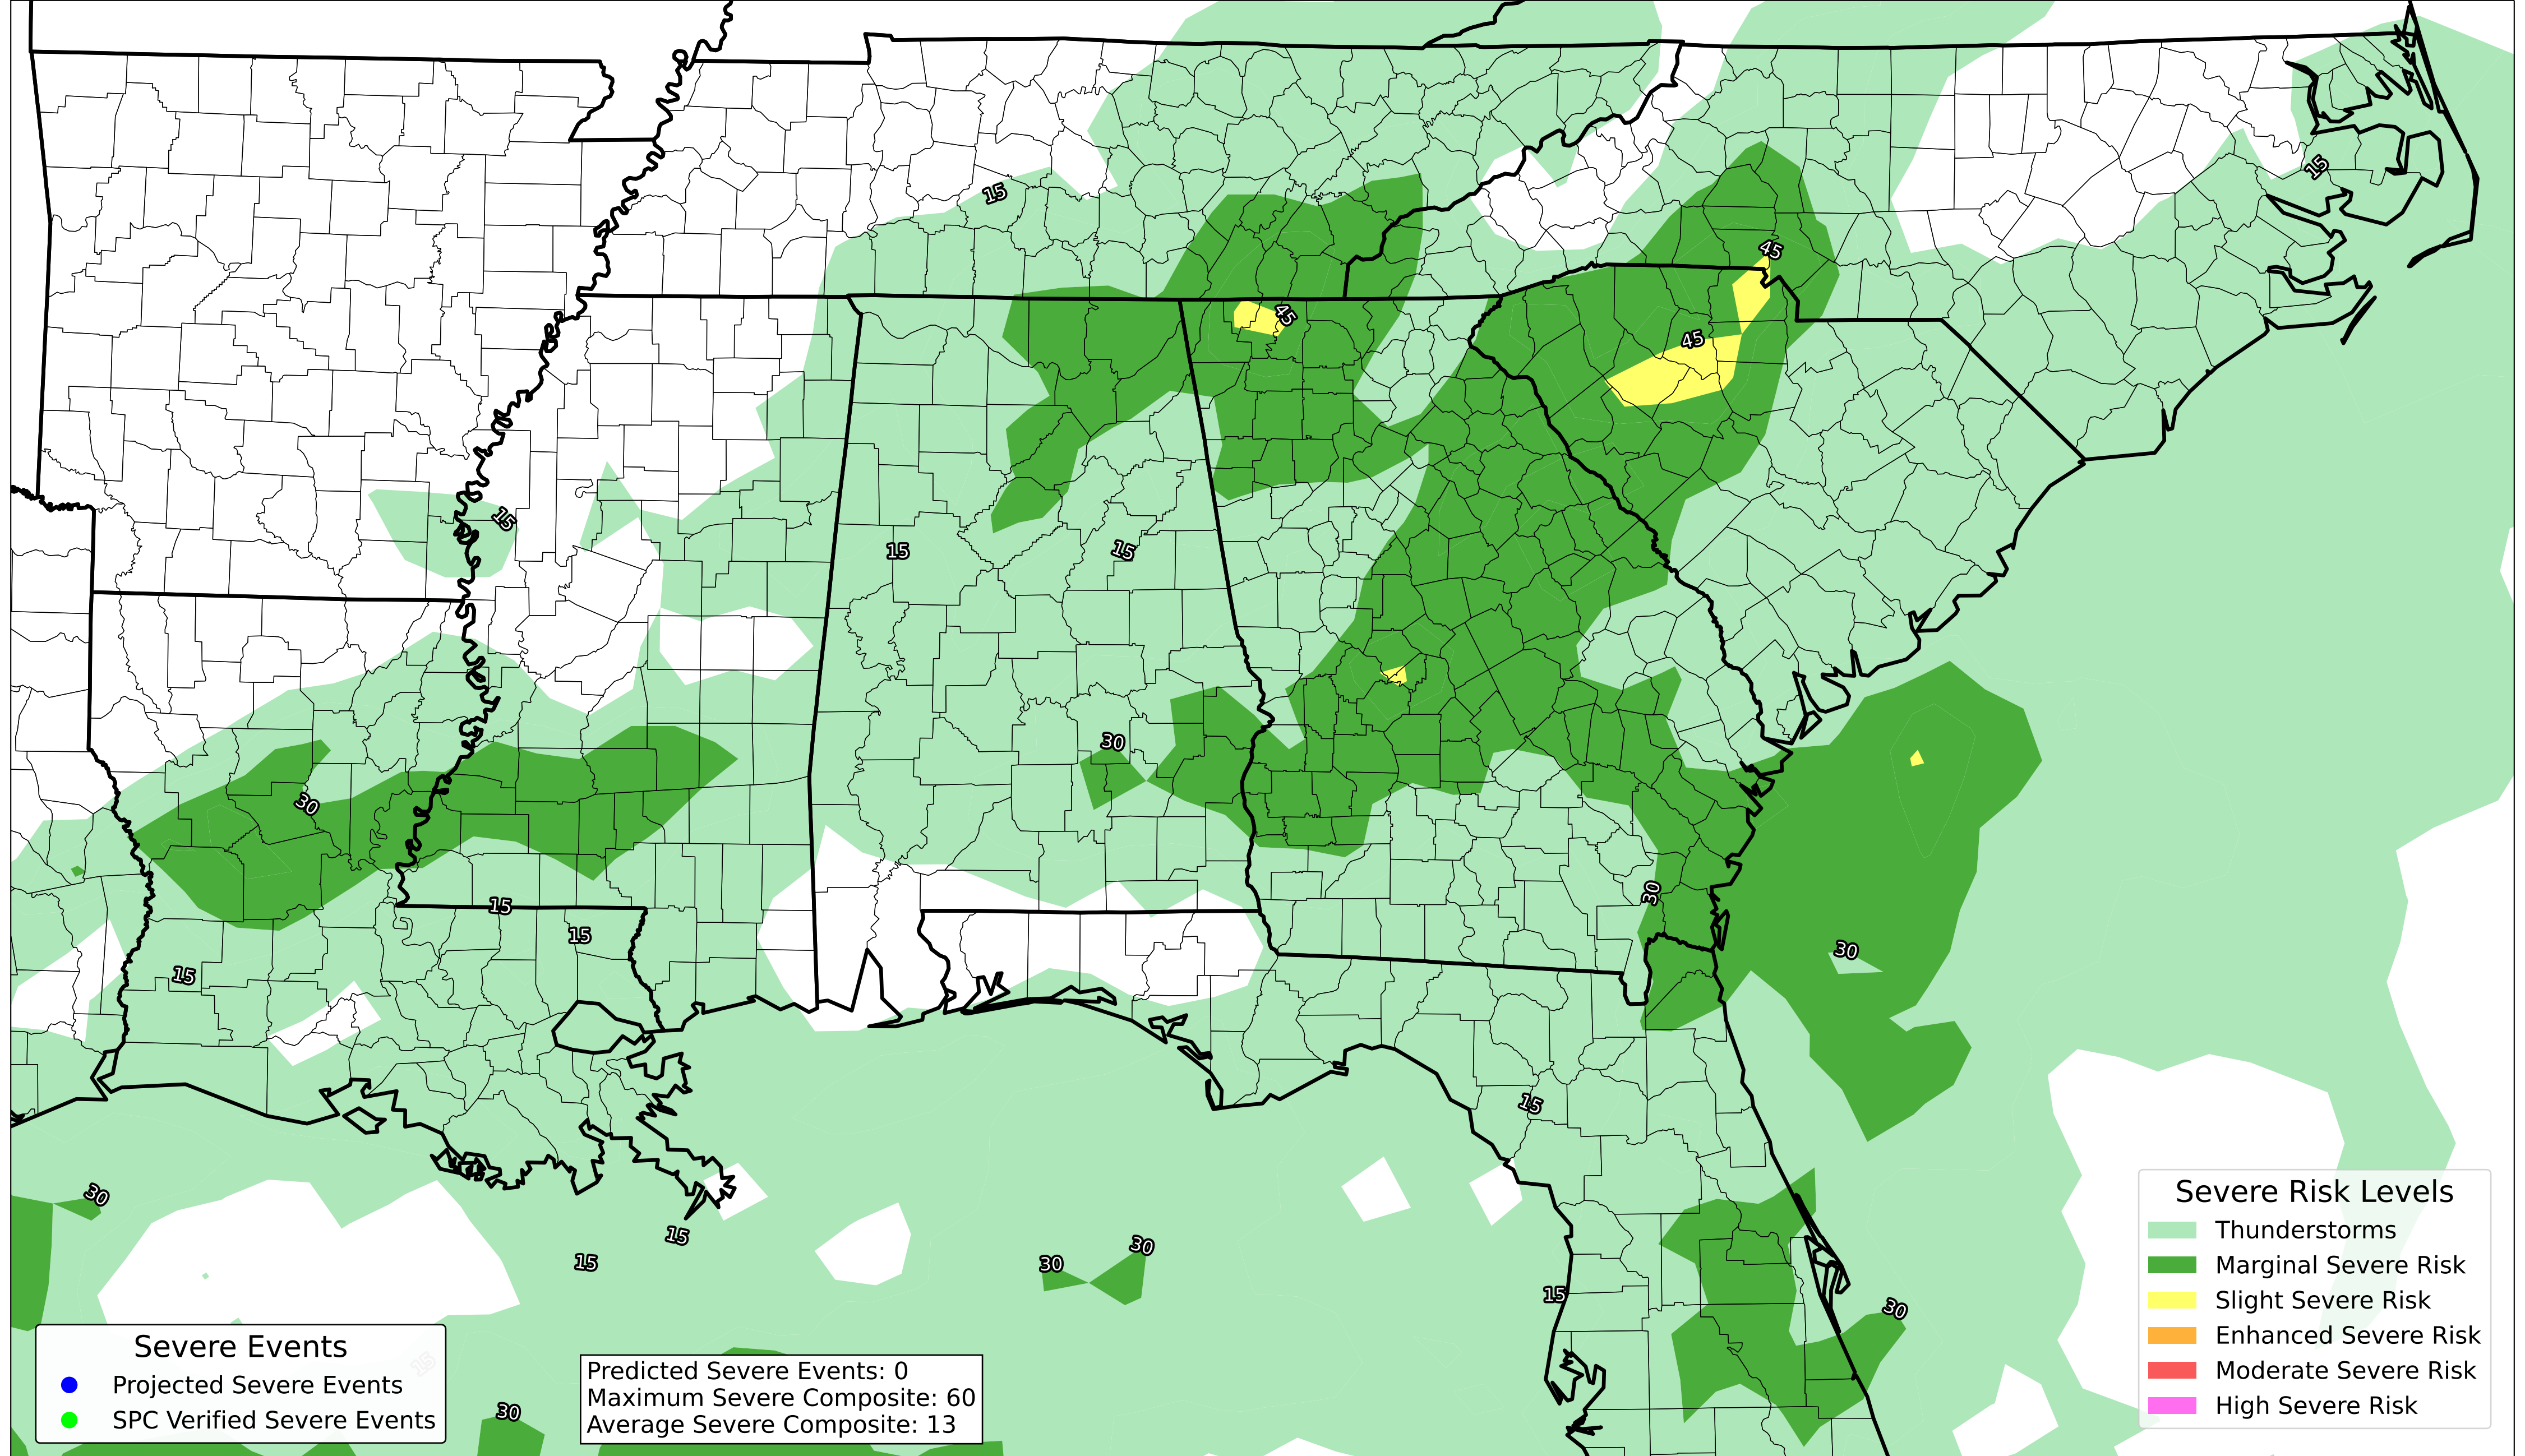 15
15
45
45
45
15
15
15
30
30
30
15
15
15
30
15
30
15
30
30
15
15
30
30
15
30
Severe Events
Projected Severe Events
SPC Verified Severe Events
Predicted Severe Events: 0
Maximum Severe Composite: 60
Average Severe Composite: 13
Severe Risk Levels
Thunderstorms
Marginal Severe Risk
Slight Severe Risk
Enhanced Severe Risk
Moderate Severe Risk
High Severe Risk